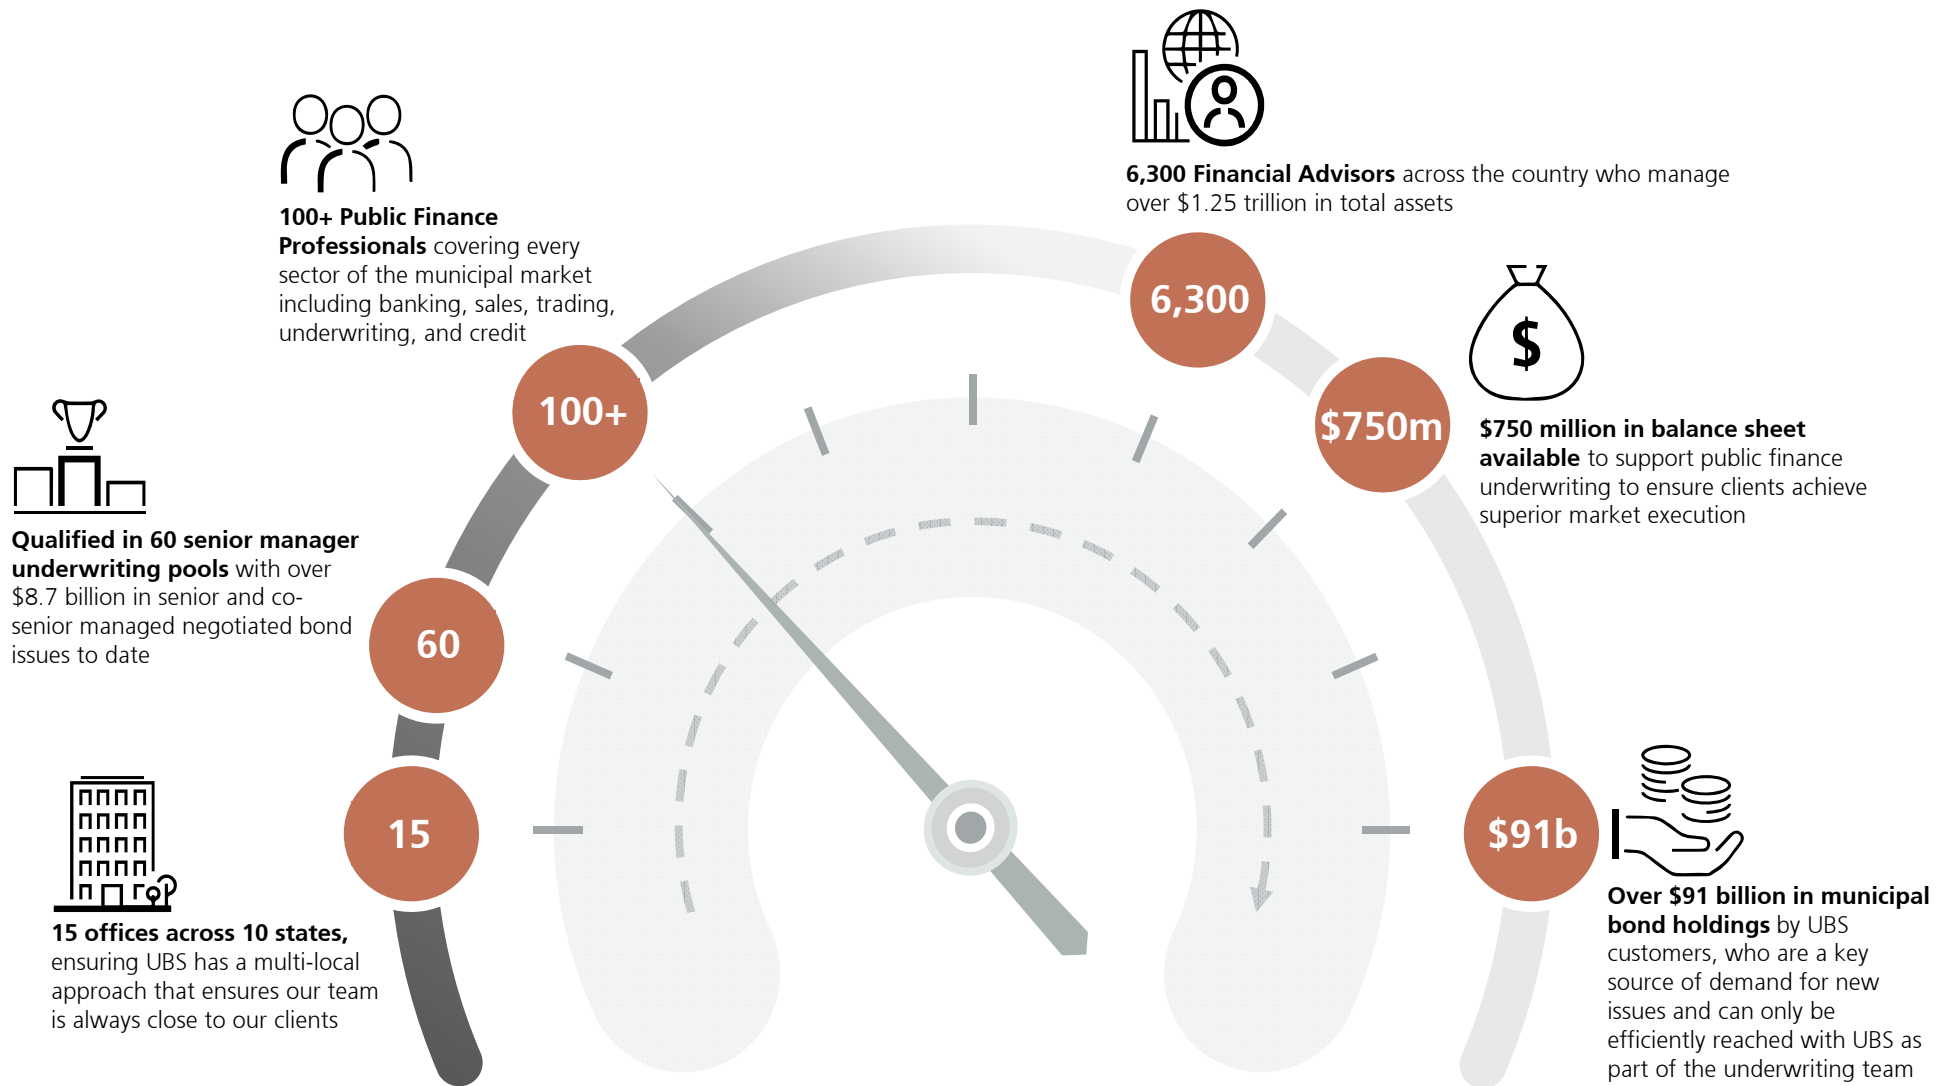 6,300 Financial Advisors across the country who manage
over $1.25 trillion in total assets
100+ Public Finance
Professionals covering every
sector of the municipal market
including banking, sales, trading,
underwriting, and credit
6,300
$
$750m
$750 million in balance sheet
available to support public finance
underwriting to ensure clients achieve
superior market execution
100+
Qualified in 60 senior manager
underwriting pools with over
$8.7 billion in senior and co-
senior managed negotiated bond
issues to date
60
15
15 offices across 10 states,
ensuring UBS has a multi-local
approach that ensures our team
is always close to our clients
$91b
Over $91 billion in municipal
bond holdings by UBS
customers, who are a key
source of demand for new
issues and can only be
efficiently reached with UBS as
part of the underwriting team